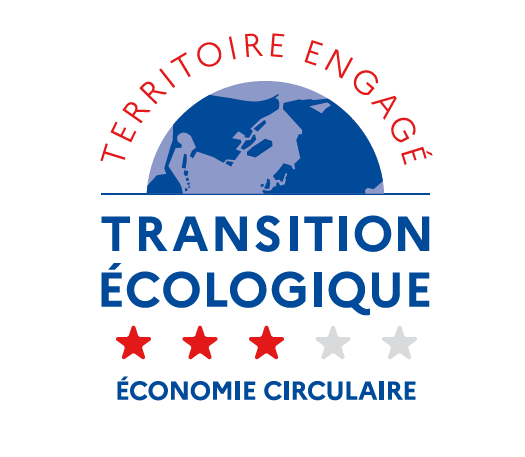 TERRITOIRE ENGAGÉ
TRANSITION
ÉCOLOGIQUE
ÉCONOMIE CIRCULAIRE